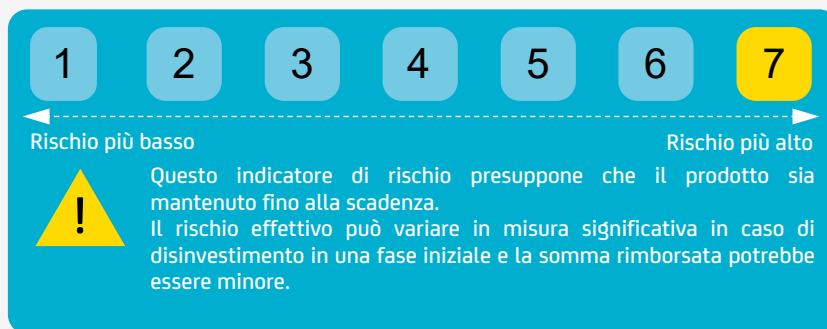 1 2 3 4 5 6 7
Rischio più basso Rischio più alto
!
Questo indicatore di rischio presuppone che il prodotto sia
mantenuto fino alla scadenza.
Il rischio effettivo può variare in misura significativa in caso di
disinvestimento in una fase iniziale e la somma rimborsata potrebbe
essere minore.